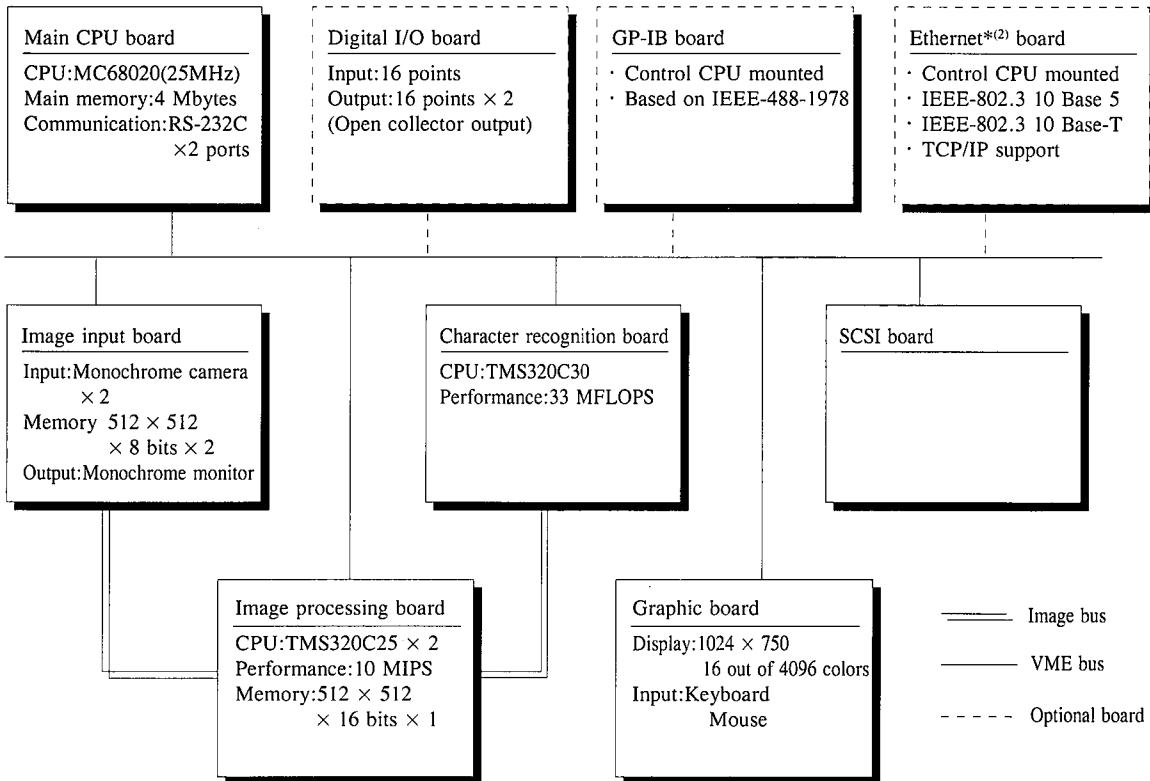 Main CPU board
CPU:MC68020(25MHz)
Main memory:4 Mbytes
Communication:RS-232C
×2 ports
Digital I/O board
Input:16 points
Output:16 points × 2
(Open collector output)
GP-IB board
· Control CPU mounted
· Based on IEEE-488-1978
Ethernet*(2) board
· Control CPU mounted
· IEEE-802.3 10 Base 5
· IEEE-802.3 10 Base-T
· TCP/IP support
Image input board
Input:Monochrome camera
× 2
Memory 512 × 512
× 8 bits × 2
Output:Monochrome monitor
Character recognition board
CPU:TMS320C30
Performance:33 MFLOPS
SCSI board
Image processing board
CPU:TMS320C25 × 2
Performance:10 MIPS
Memory:512 × 512
× 16 bits × 1
Graphic board
Display:1024 × 750
16 out of 4096 colors
Input:Keyboard
Mouse
Image bus
VME bus
Optional board